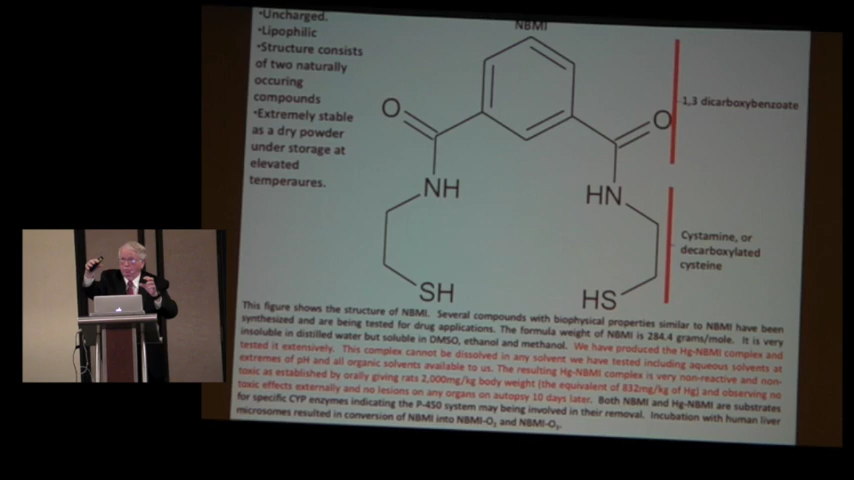 NBMI
•Uncharged.
•Lipophilic
•Structure consists
of two naturally
occuring
compounds
•Extremely stable
as a dry powder
under storage at
elevated
temperaures.
1,3 dicarboxybenzoate
O
O
NH
HN
Cystamine, or
decarboxylated
cysteine
SH
HS
This figure shows the structure of NBMI. Several compounds with biophysical properties similar to NBMI have been
synthesized and are being tested for drug applications. The formula weight of NBMI is 284.4 grams/mole. It is very
insoluble in distilled water but soluble in DMSO, ethanol and methanol. We have produced the Hg-NBMI complex and
tested it extensively. This complex cannot be dissolved in any solvent we have tested including aqueous solvents at
extremes of pH and all organic solvents available to us. The resulting Hg-NBMI complex is very non-reactive and non-
toxic as established by orally giving rats 2,000mg/kg body weight (the equivalent of 832mg/kg of Hg) and observing no
toxic effects externally and no lesions on any organs on autopsy 10 days later. Both NBMI and Hg-NBMI are substrates
for specific CYP enzymes indicating the P-450 system may being involved in their removal. Incubation with human liver
microsomes resulted in conversion of NBMI into NBMI-O₂ and NBMI-O₃.